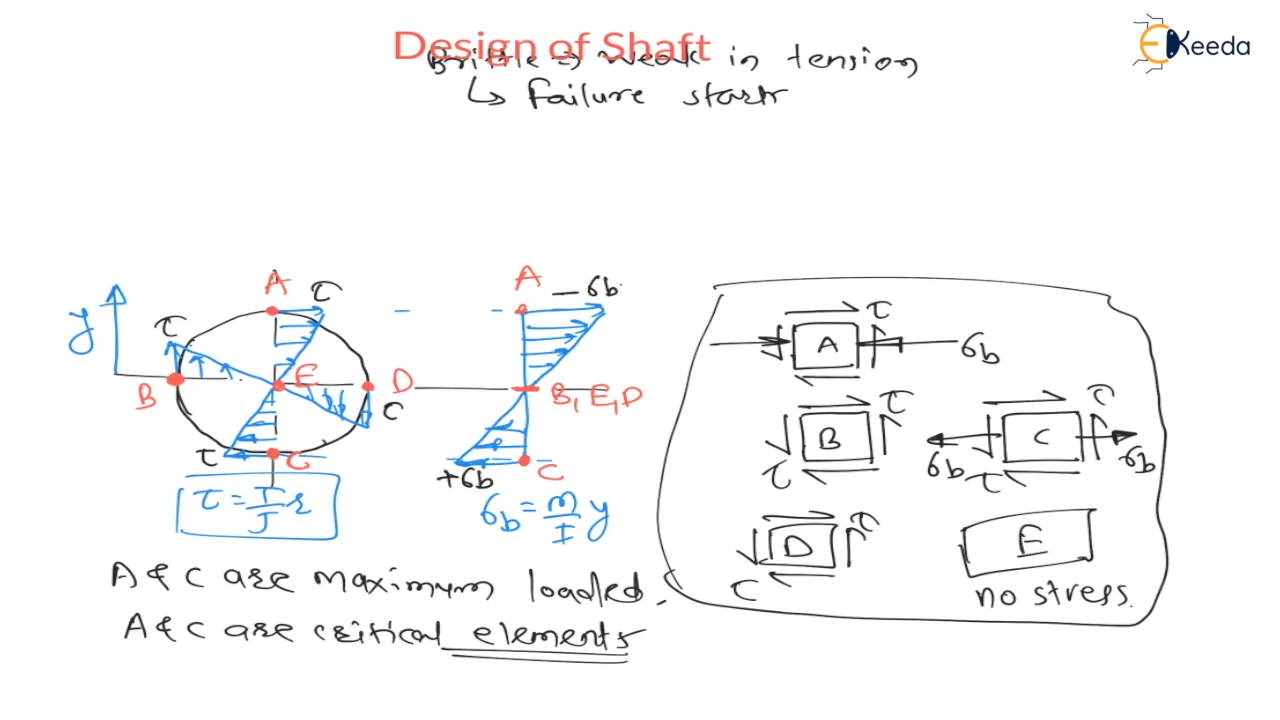 Design of Shaft
Keeda
Brittle ⇒ weak in tension
↳ failure starts
A
τ
- σb
y
τ
E
B
D
τ
τ
C
τ = T/J r
A
B, E, D
C
+σb
σb = M/I y
A τ σb
B τ τ
C τ τ σb σb
D τ τ
E
no stress.
A & C are maximum loaded.
A & C are critical elements